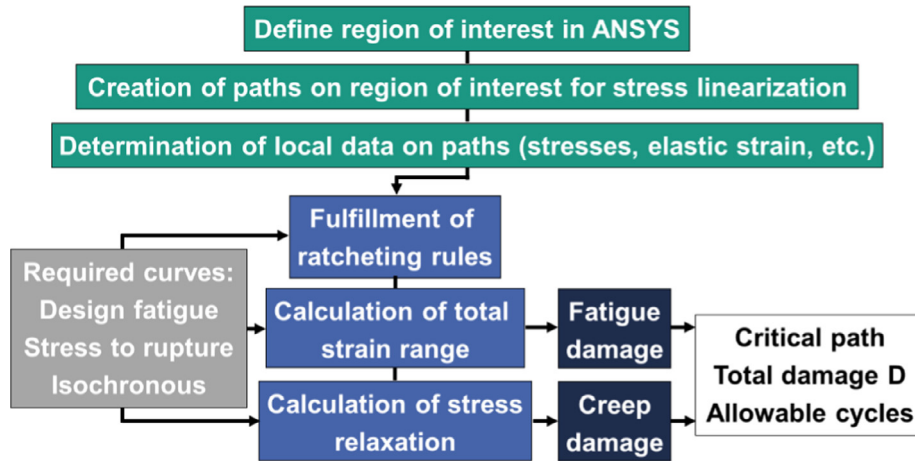 Define region of interest in ANSYS
Creation of paths on region of interest for stress linearization
Determination of local data on paths (stresses, elastic strain, etc.)
Fulfillment of
ratcheting rules
Required curves:
Design fatigue
Stress to rupture
Isochronous
Calculation of total
strain range
Fatigue
damage
Calculation of stress
relaxation
Creep
damage
Critical path
Total damage D
Allowable cycles